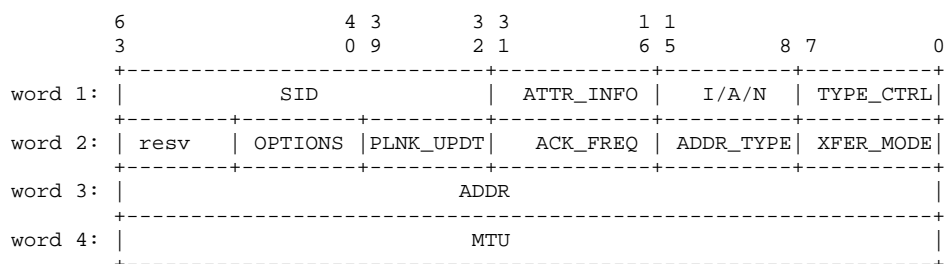 6                            4 3        3 3              1 1
3                            0 9        2 1              6 5         8 7           0
+--------------------------------+--------------+------------+------------+
word 1: |              SID               |  ATTR_INFO   |   I/A/N    | TYPE_CTRL|
+----------+-----------+---------+--------------+------------+------------+
word 2: | resv     | OPTIONS |PLNK_UPDT|   ACK_FREQ | ADDR_TYPE| XFER_MODE|
+----------+-----------+---------+--------------+------------+------------+
word 3: |                              ADDR                                       |
+-------------------------------------------------------------------------+
word 4: |                              MTU                                        |
+-------------------------------------------------------------------------+